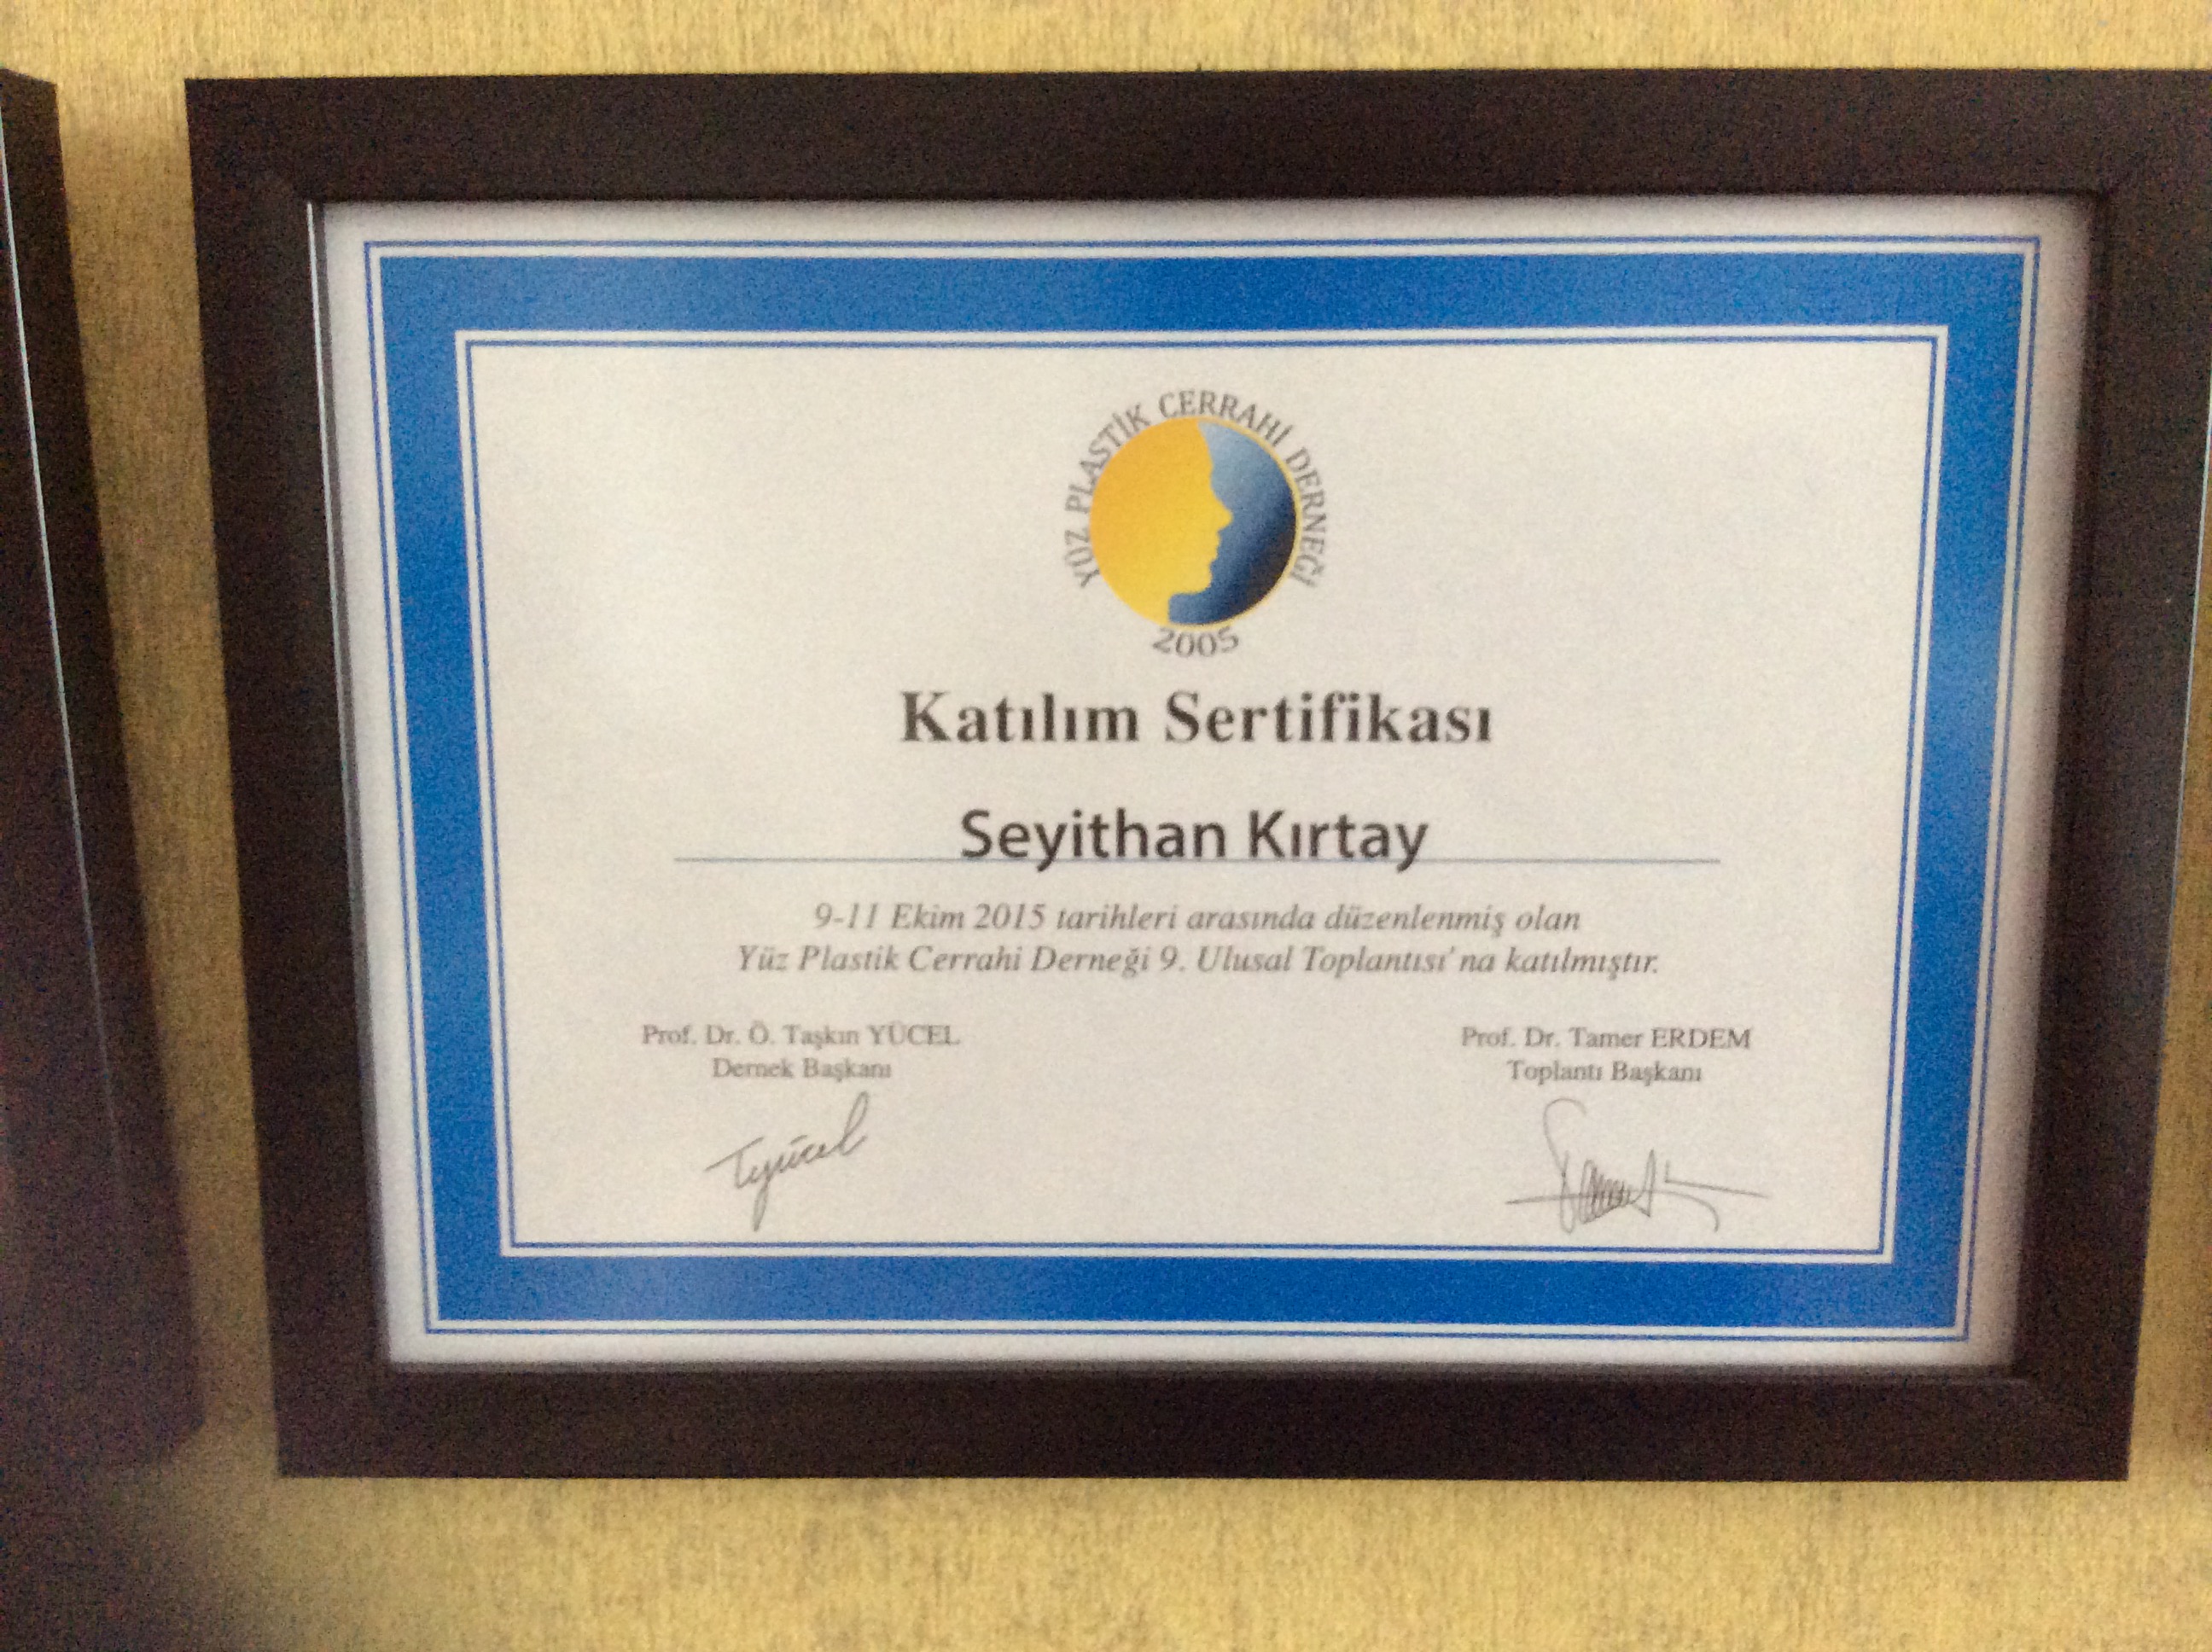 YÜZ PLASTİK CERRAHİ DERNEĞİ
2005
Katılım Sertifikası
Seyithan Kırtay
9-11 Ekim 2015 tarihleri arasında düzenlenmiş olan
Yüz Plastik Cerrahi Derneği 9. Ulusal Toplantısı'na katılmıştır.
Prof. Dr. Ö. Taşkın YÜCEL
Dernek Başkanı
Prof. Dr. Tamer ERDEM
Toplantı Başkanı
Tyücel